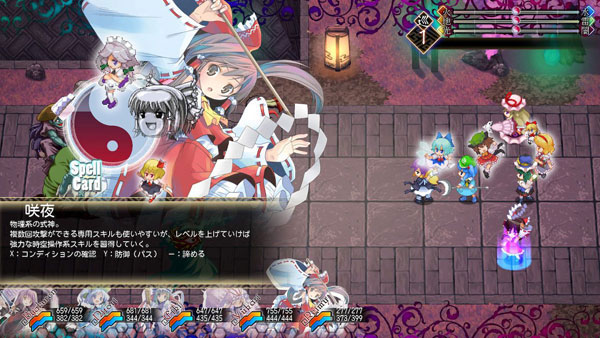 Spell
Card
咲夜
物理系の式神。
複数回攻撃ができる専用スキルも使いやすいが、レベルを上げていけば
強力な時空操作系スキルを習得していく。
X:コンディションの確認 Y:防御(パス) －:諦める
659/659
382/382
681/681
344/344
647/647
435/435
755/755
444/444
277/277
373/399